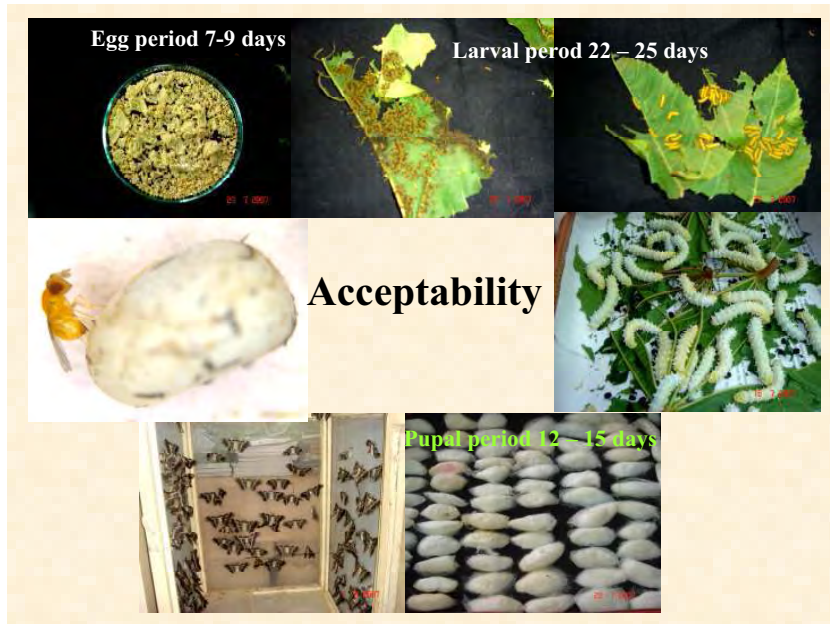 Egg period 7-9 days
Larval perod 22 – 25 days
Acceptability
Pupal period 12 – 15 days